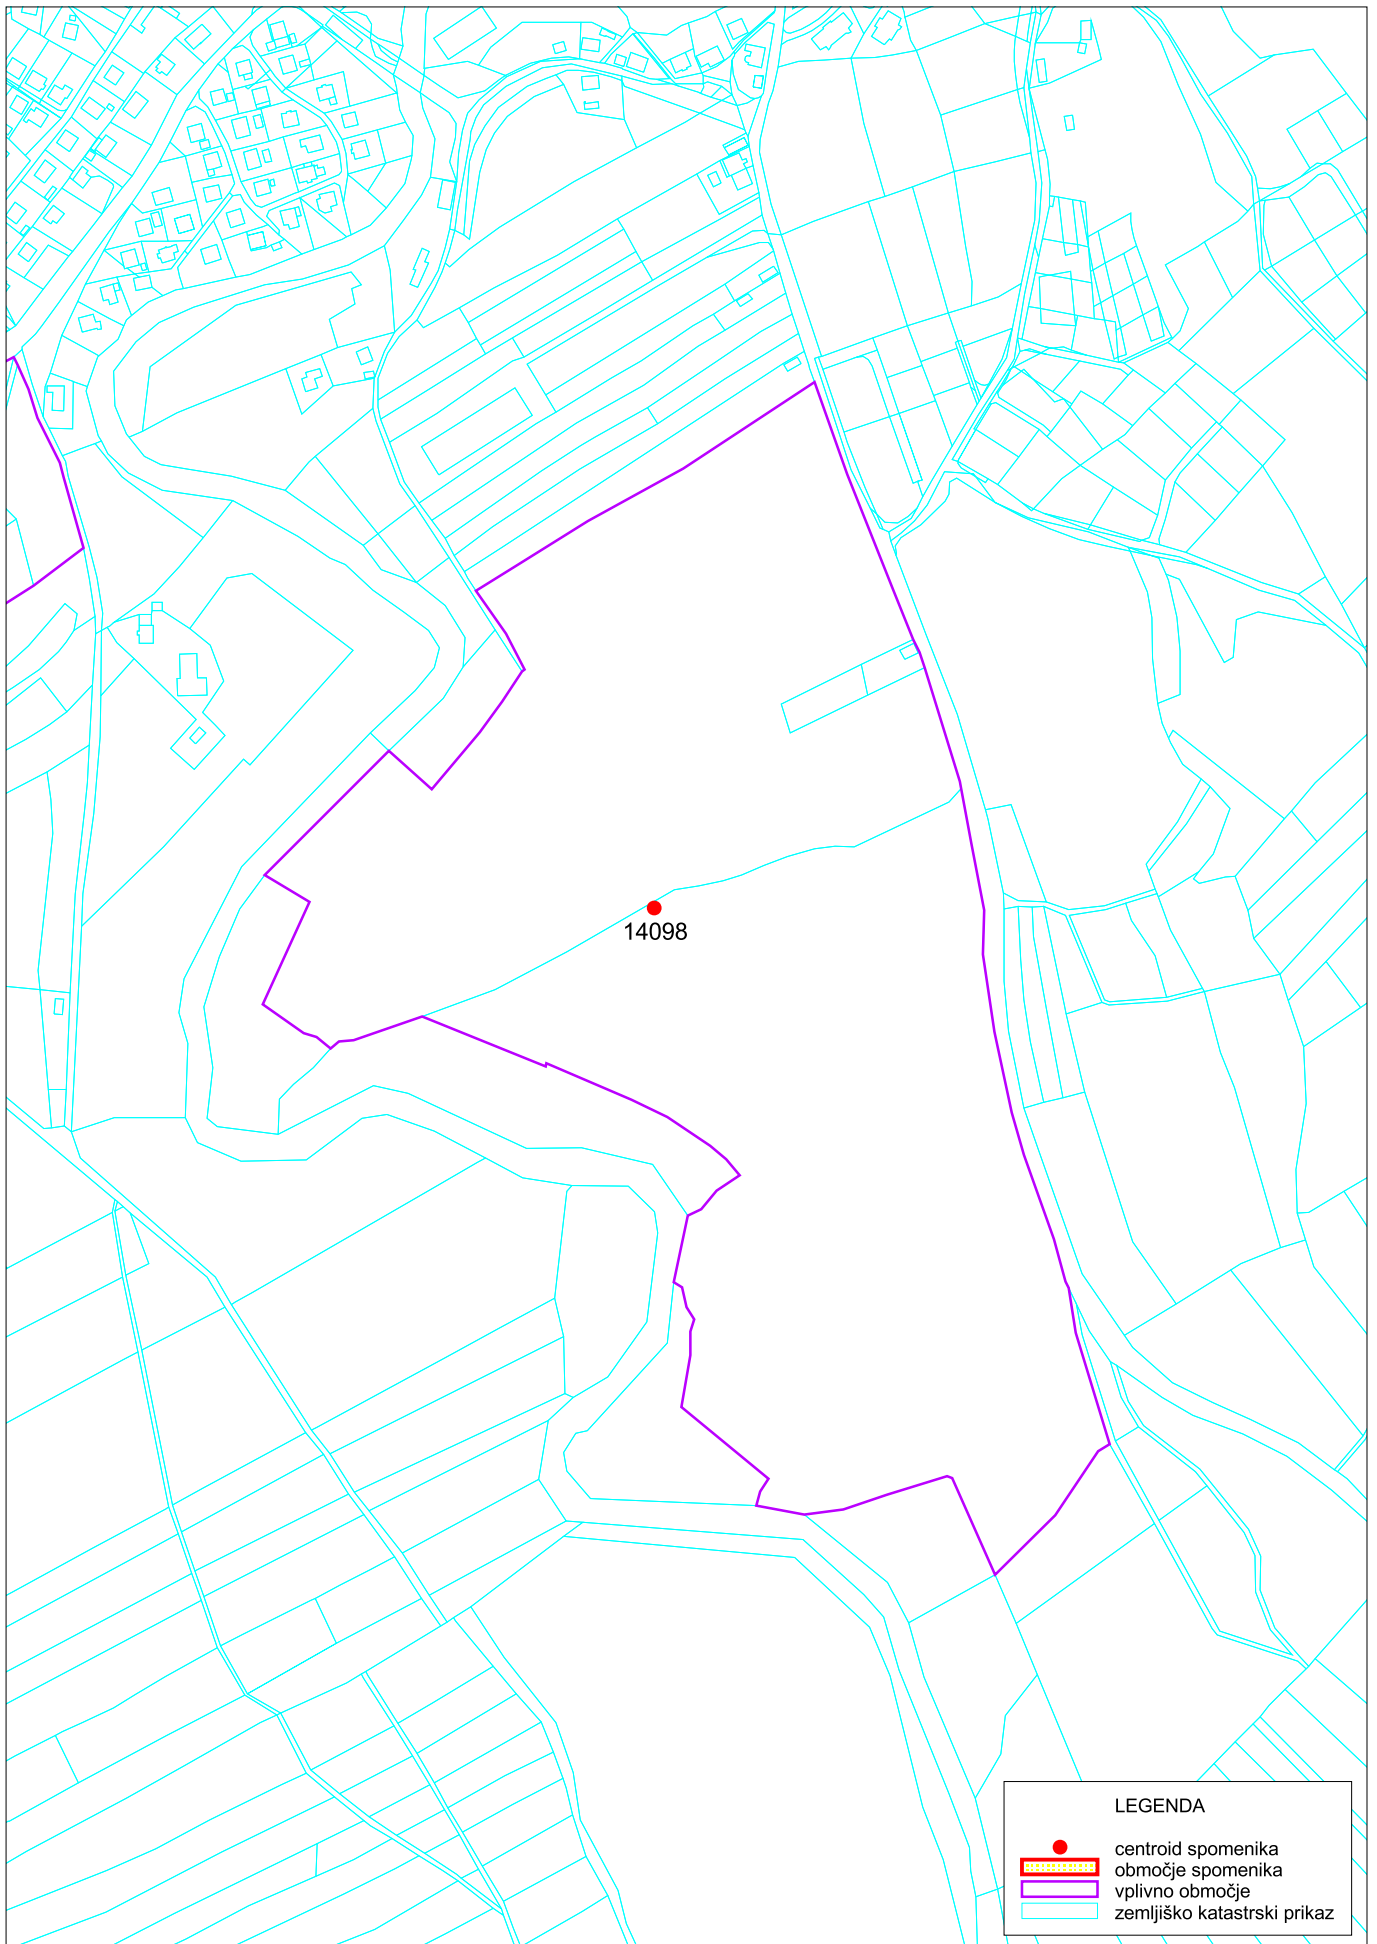 14098
LEGENDA
centroid spomenika
območje spomenika
vplivno območje
zemljiško katastrski prikaz